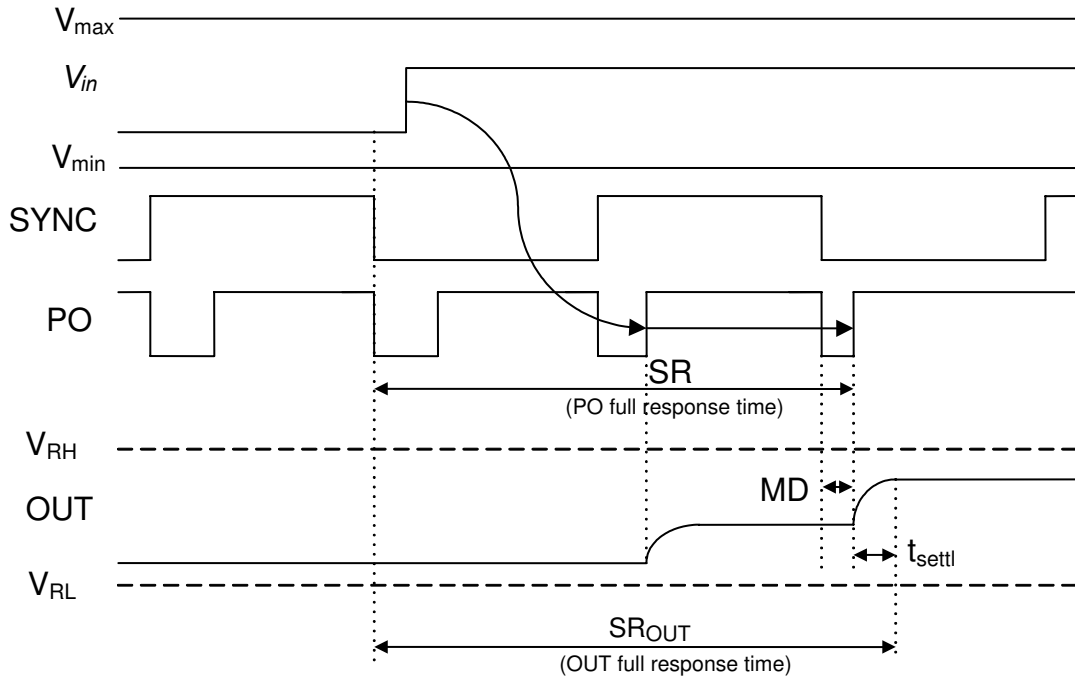 Vmax
Vin
Vmin
SYNC
PO
SR
(PO full response time)
VRH
MD
OUT
tsettl
VRL
SROUT
(OUT full response time)